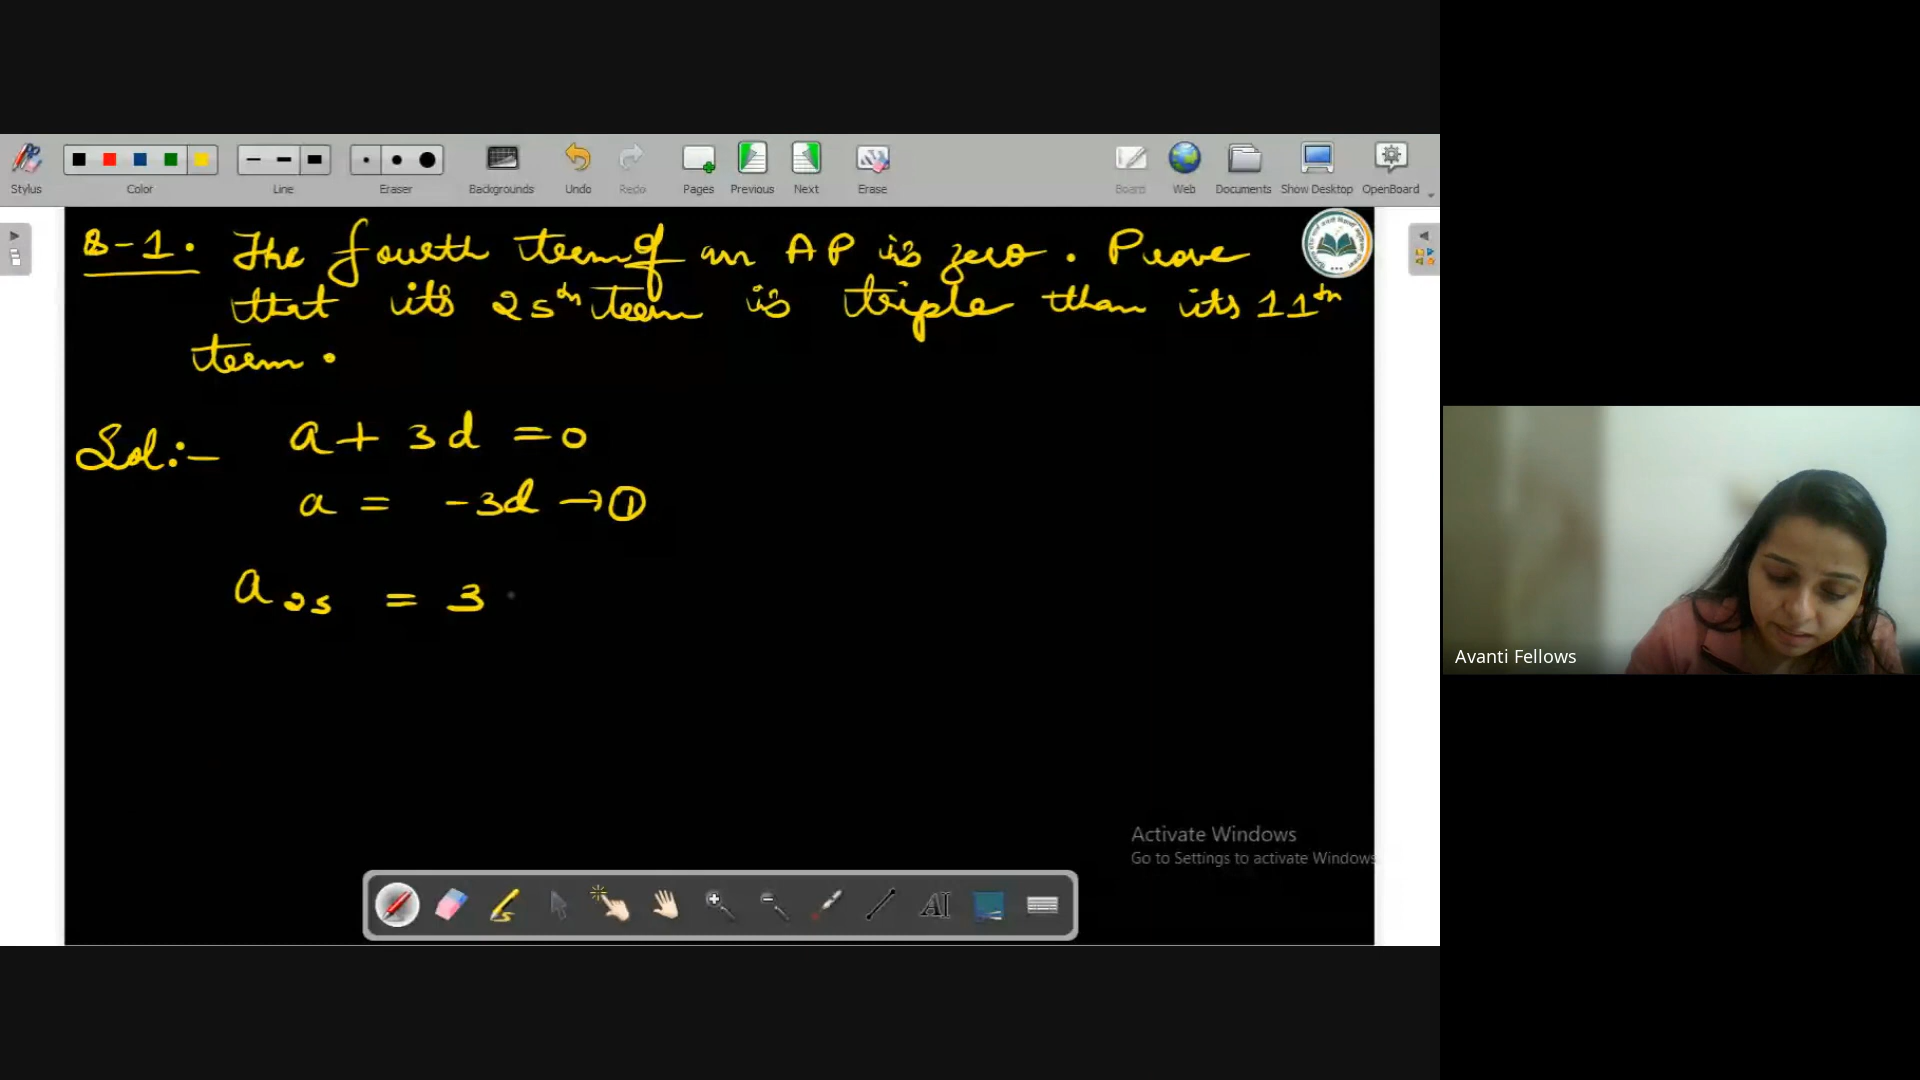 Stylus
Color
Line
Eraser
Backgrounds
Undo
Redo
Pages
Previous
Next
Erase
Board
Web
Documents
Show Desktop
OpenBoard
Q-1. The fourth term of an AP is zero. Prove
that its 25th term is triple than its 11th
term.
Sol:- a + 3d = 0
a = -3d → ①
a25 = 3
Avanti Fellows
Activate Windows
Go to Settings to activate Windows
AI